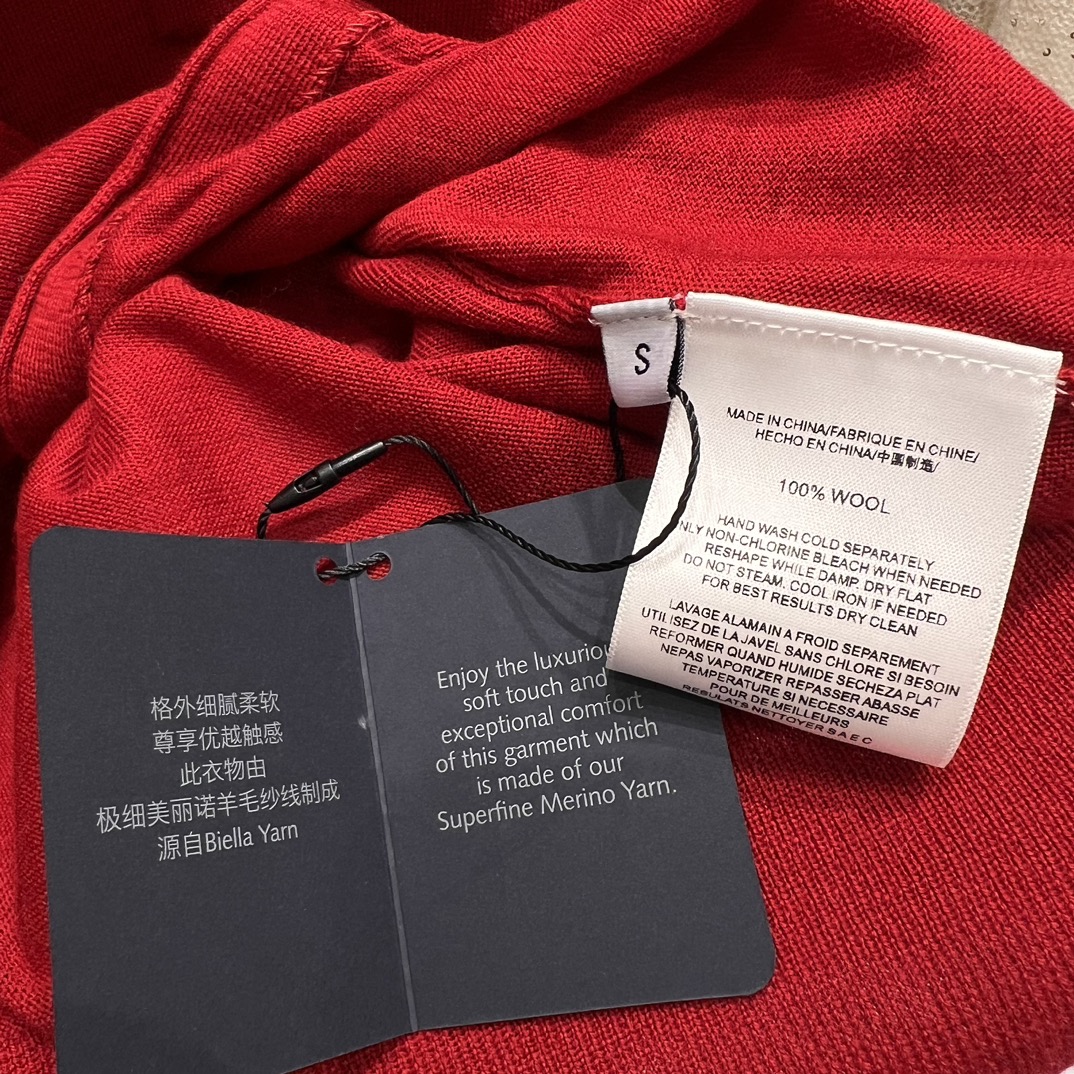 格外细腻柔软
尊享优越触感
此衣物由
极细美丽诺羊毛纱线制成
源自Biella Yarn
Enjoy the
soft touch and
exceptional comfort
of this garment which
is made of our
Superfine Merino Yarn.
S
MADE IN CHINA/FABRIQUE EN CHINE/
HECHO EN CHINA/中國制造/
100% WOOL
HAND WASH COLD SEPARATELY
NON-CHLORINE BLEACH WHEN NEEDED
RESHAPE WHILE DAMP. DRY FLAT
DO NOT STEAM. COOL IRON IF NEEDED
FOR BEST RESULTS DRY CLEAN
LAVAGE ALAMAIN A FROID SEPAREMENT
UTILISEZ DE LA JAVEL SANS CHLORE SI BESOIN
REFORMER QUAND HUMIDE SECHEZA PLAT
NEPAS VAPORIZER REPASSER ABASSE
TEMPERATURE SI NECESSAIRE
POUR DE MEILLEURS
RESULATS NETTOYER SA E C